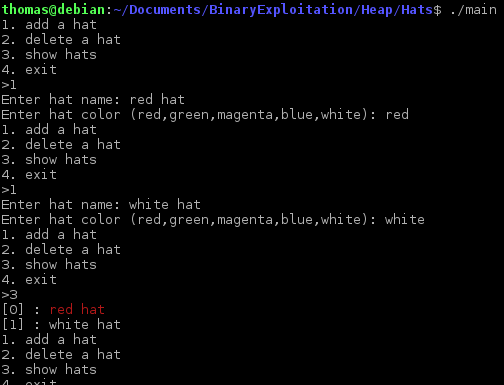 thomas@debian:~/Documents/BinaryExploitation/Heap/Hats$ ./main
1. add a hat
2. delete a hat
3. show hats
4. exit
>1
Enter hat name: red hat
Enter hat color (red,green,magenta,blue,white): red
1. add a hat
2. delete a hat
3. show hats
4. exit
>1
Enter hat name: white hat
Enter hat color (red,green,magenta,blue,white): white
1. add a hat
2. delete a hat
3. show hats
4. exit
>3
[0] : red hat
[1] : white hat
1. add a hat
2. delete a hat
3. show hats
4. exit